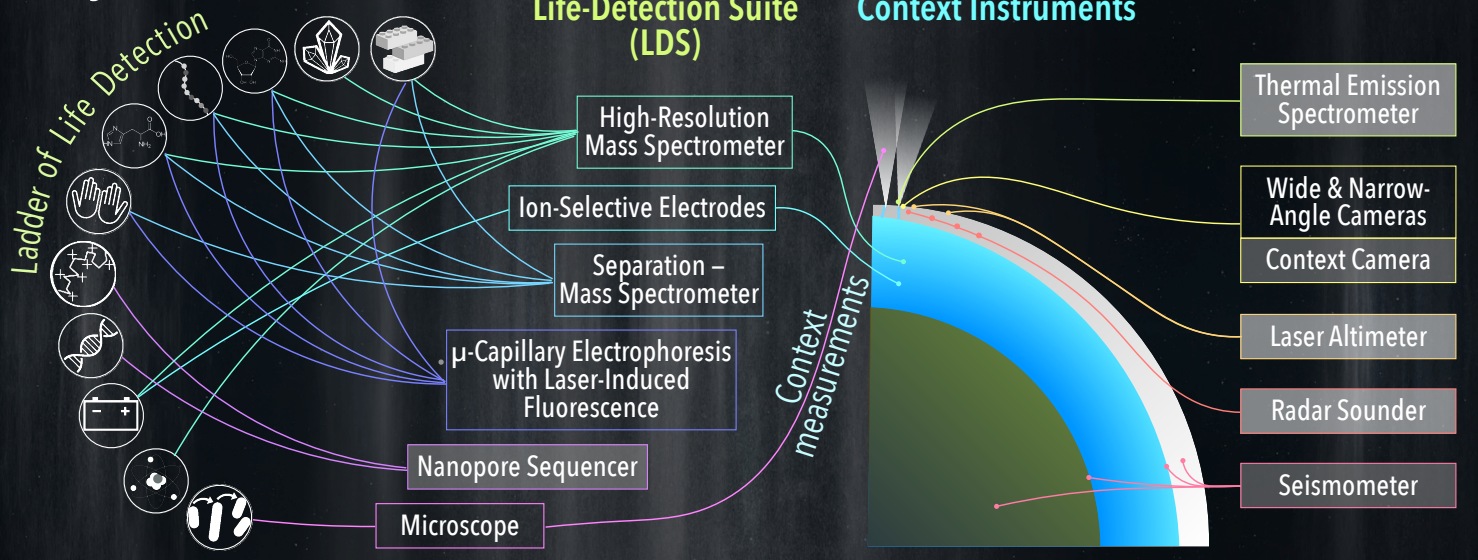 Life-Detection Suite
(LDS)
Context Instruments
Ladder of Life Detection
High-Resolution
Mass Spectrometer
Ion-Selective Electrodes
Separation –
Mass Spectrometer
µ-Capillary Electrophoresis
with Laser-Induced
Fluorescence
Nanopore Sequencer
Microscope
Context
measurements
Thermal Emission
Spectrometer
Wide & Narrow-
Angle Cameras
Context Camera
Laser Altimeter
Radar Sounder
Seismometer